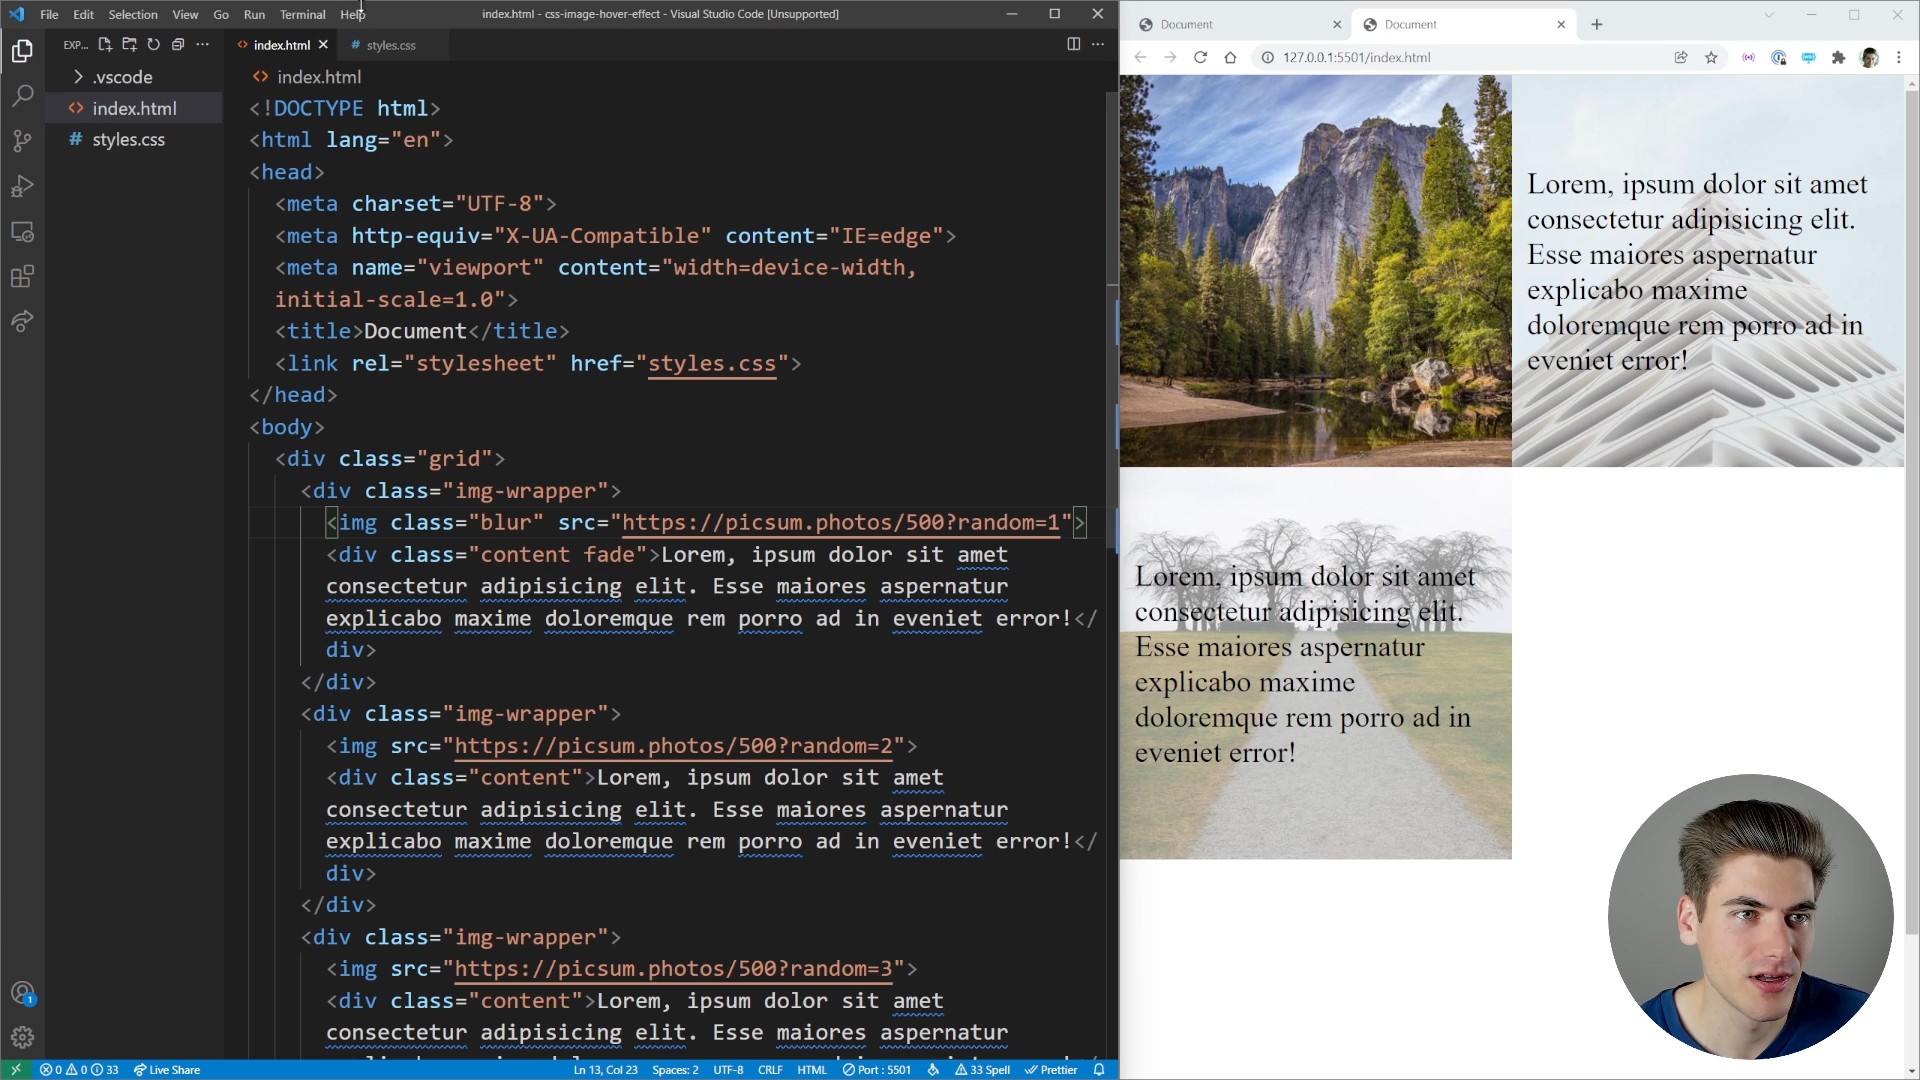 File Edit Selection View Go Run Terminal Help
index.html - css-image-hover-effect - Visual Studio Code [Unsupported]
EXP...
.vscode
index.html
styles.css
index.html
styles.css
index.html
<!DOCTYPE html>
<html lang="en">
<head>
<meta charset="UTF-8">
<meta http-equiv="X-UA-Compatible" content="IE=edge">
<meta name="viewport" content="width=device-width,
initial-scale=1.0">
<title>Document</title>
<link rel="stylesheet" href="styles.css">
</head>
<body>
<div class="grid">
<div class="img-wrapper">
<img class="blur" src="https://picsum.photos/500?random=1">
<div class="content fade">Lorem, ipsum dolor sit amet
consectetur adipisicing elit. Esse maiores aspernatur
explicabo maxime doloremque rem porro ad in eveniet error!</
div>
</div>
<div class="img-wrapper">
<img src="https://picsum.photos/500?random=2">
<div class="content">Lorem, ipsum dolor sit amet
consectetur adipisicing elit. Esse maiores aspernatur
explicabo maxime doloremque rem porro ad in eveniet error!</
div>
</div>
<div class="img-wrapper">
<img src="https://picsum.photos/500?random=3">
<div class="content">Lorem, ipsum dolor sit amet
consectetur adipisicing elit. Esse maiores aspernatur
1
0 0 33 Live Share
Ln 13, Col 23 Spaces: 2 UTF-8 CRLF HTML Port : 5501 33 Spell Prettier
Document
Document
127.0.0.1:5501/index.html
Lorem, ipsum dolor sit amet
consectetur adipisicing elit.
Esse maiores aspernatur
explicabo maxime
doloremque rem porro ad in
eveniet error!
Lorem, ipsum dolor sit amet
consectetur adipisicing elit.
Esse maiores aspernatur
explicabo maxime
doloremque rem porro ad in
eveniet error!